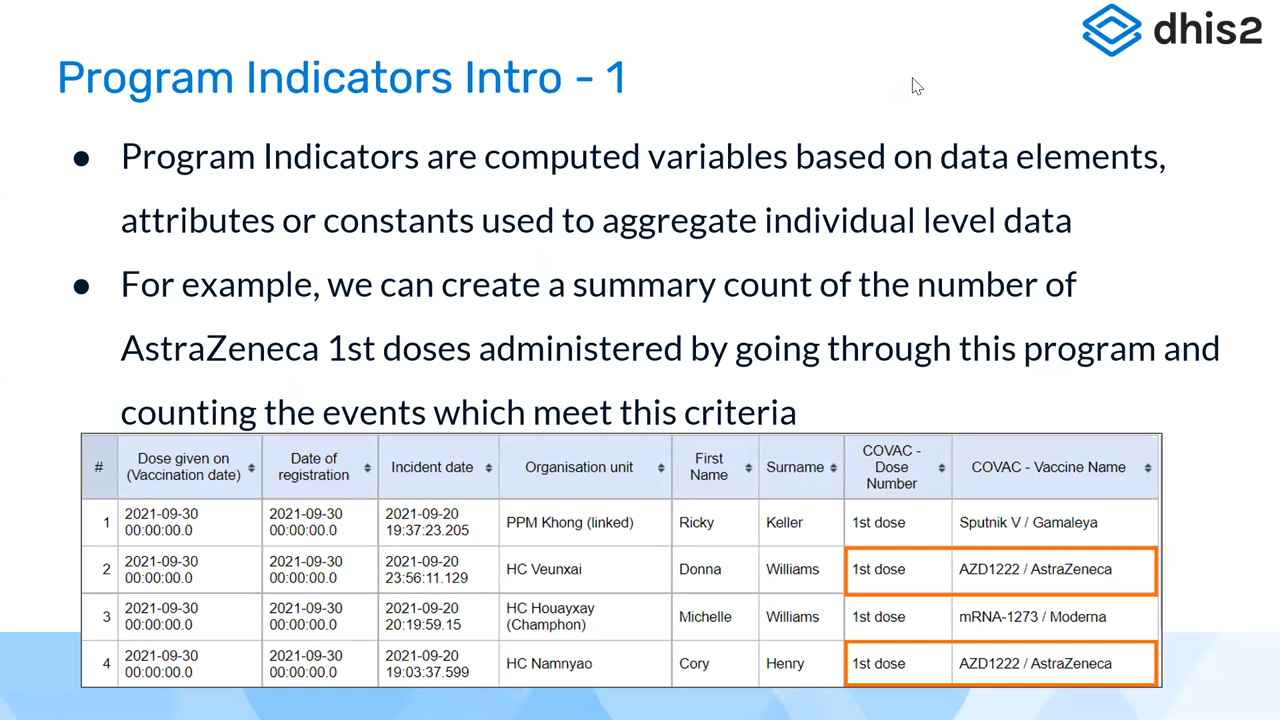 dhis2
Program Indicators Intro - 1
● Program Indicators are computed variables based on data elements,
attributes or constants used to aggregate individual level data
● For example, we can create a summary count of the number of
AstraZeneca 1st doses administered by going through this program and
counting the events which meet this criteria
# Dose given on (Vaccination date) Date of registration Incident date Organisation unit First Name Surname COVAC - Dose Number COVAC - Vaccine Name
1 2021-09-30 00:00:00.0 2021-09-30 00:00:00.0 2021-09-20 19:37:23.205 PPM Khong (linked) Ricky Keller 1st dose Sputnik V / Gamaleya
2 2021-09-30 00:00:00.0 2021-09-30 00:00:00.0 2021-09-20 23:56:11.129 HC Veunxai Donna Williams 1st dose AZD1222 / AstraZeneca
3 2021-09-30 00:00:00.0 2021-09-30 00:00:00.0 2021-09-20 20:19:59.15 HC Houayxay (Champhon) Michelle Williams 1st dose mRNA-1273 / Moderna
4 2021-09-30 00:00:00.0 2021-09-30 00:00:00.0 2021-09-20 19:03:37.599 HC Namnyao Cory Henry 1st dose AZD1222 / AstraZeneca